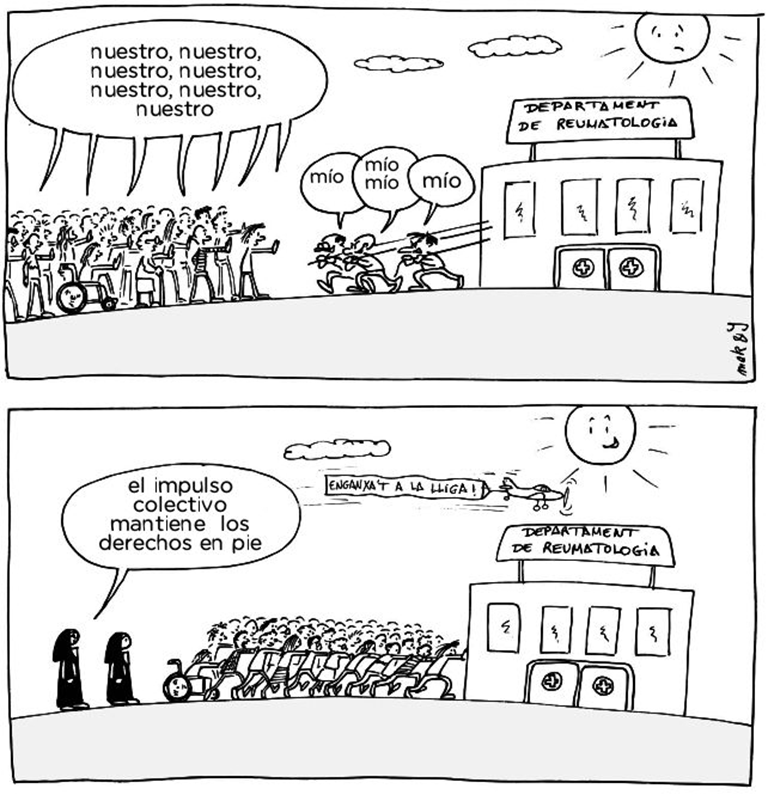 nuestro, nuestro,
nuestro, nuestro,
nuestro, nuestro,
nuestro
mío
mío
mío
mío
DEPARTAMENT
DE REUMATOLOGIA
mak & y
el impulso
colectivo
mantiene los
derechos en pie
ENGANXA'T A LA LLIGA!
DEPARTAMENT
DE REUMATOLOGIA